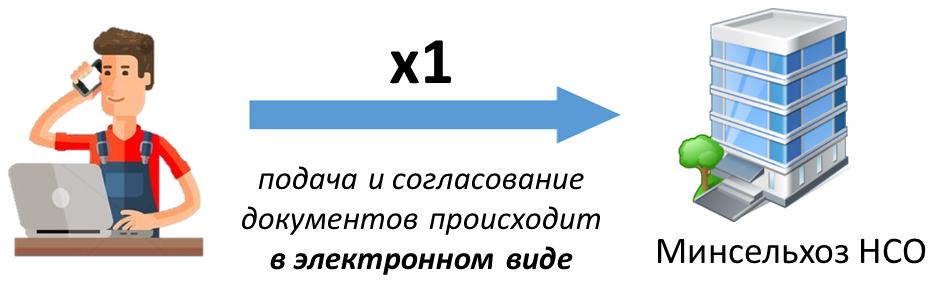 x1
подача и согласование
документов происходит
в электронном виде
Минсельхоз НСО